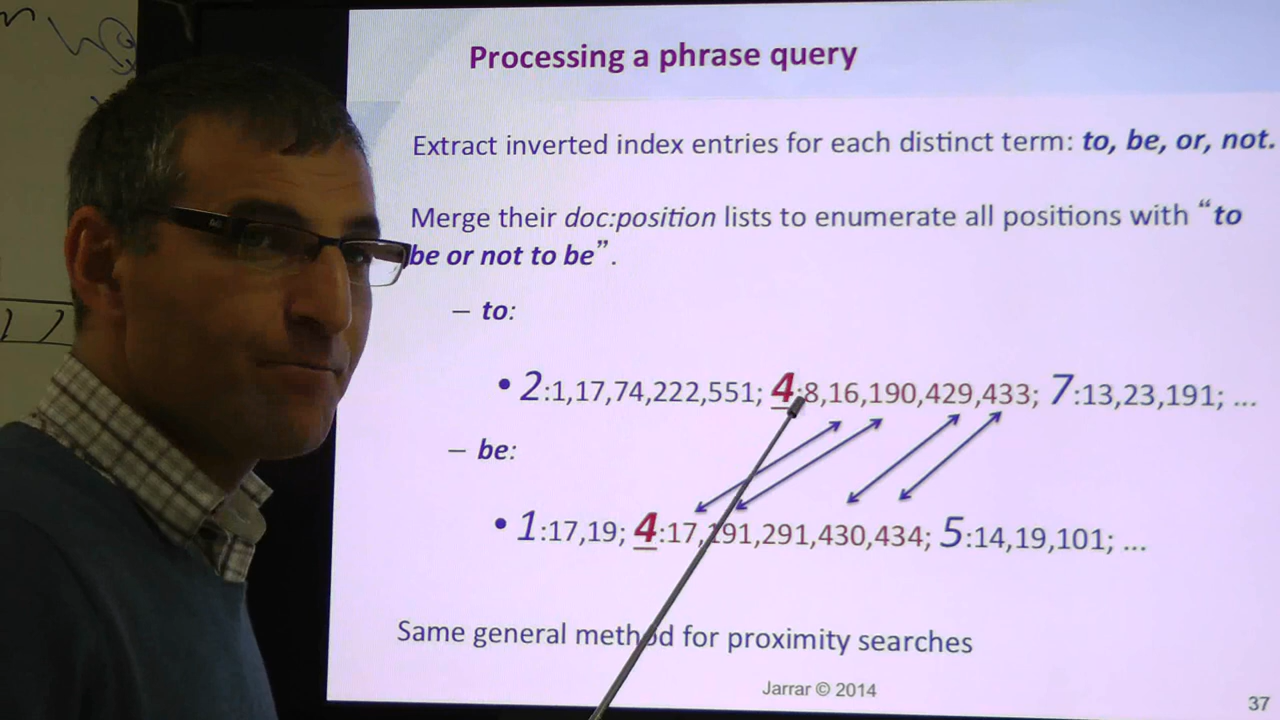 Processing a phrase query
Extract inverted index entries for each distinct term: to, be, or, not.
Merge their doc:position lists to enumerate all positions with “to
be or not to be”.
– to:
• 2:1,17,74,222,551; 4:8,16,190,429,433; 7:13,23,191; ...
– be:
• 1:17,19; 4:17,191,291,430,434; 5:14,19,101; ...
Same general method for proximity searches
Jarrar © 2014
37